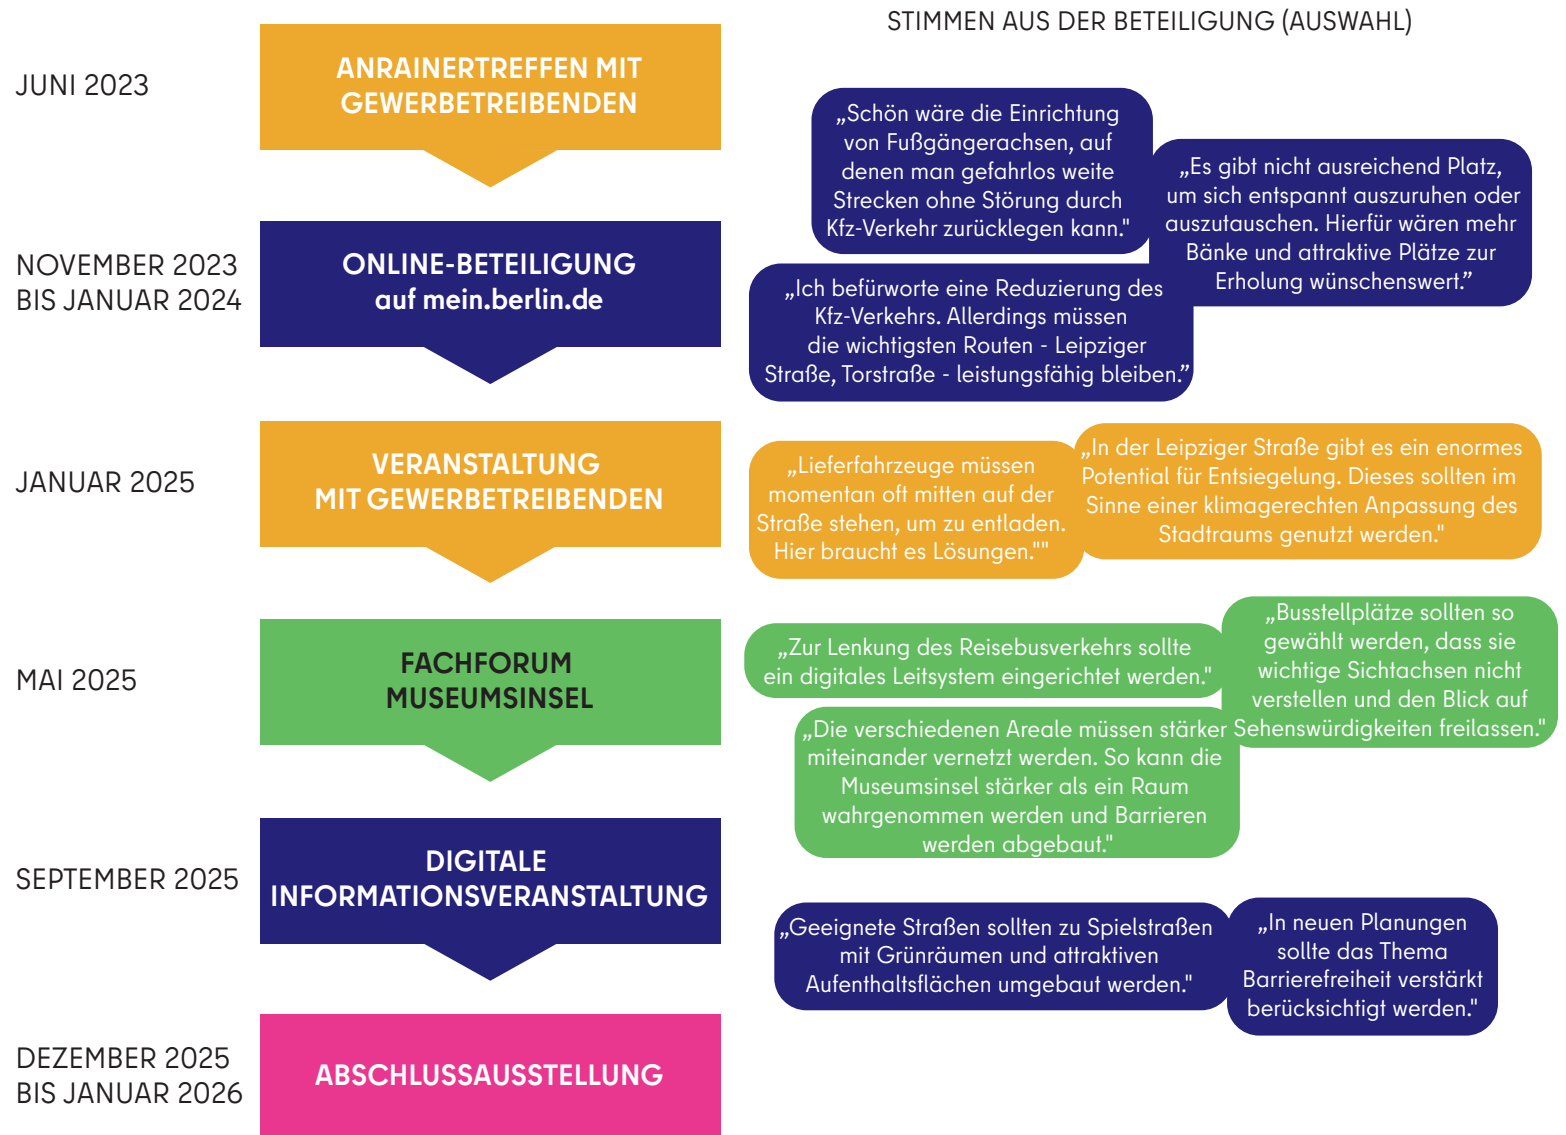 STIMMEN AUS DER BETEILIGUNG (AUSWAHL)
JUNI 2023
ANRAINERTREFFEN MIT
GEWERBETREIBENDEN
„Schön wäre die Einrichtung
von Fußgängerachsen, auf
denen man gefahrlos weite
Strecken ohne Störung durch
Kfz-Verkehr zurücklegen kann."
„Es gibt nicht ausreichend Platz,
um sich entspannt auszuruhen oder
auszutauschen. Hierfür wären mehr
Bänke und attraktive Plätze zur
Erholung wünschenswert.”
NOVEMBER 2023
BIS JANUAR 2024
ONLINE-BETEILIGUNG
auf mein.berlin.de
„Ich befürworte eine Reduzierung des
Kfz-Verkehrs. Allerdings müssen
die wichtigsten Routen - Leipziger
Straße, Torstraße - leistungsfähig bleiben.”
JANUAR 2025
VERANSTALTUNG
MIT GEWERBETREIBENDEN
„Lieferfahrzeuge müssen
momentan oft mitten auf der
Straße stehen, um zu entladen.
Hier braucht es Lösungen.""
„In der Leipziger Straße gibt es ein enormes
Potential für Entsiegelung. Dieses sollten im
Sinne einer klimagerechten Anpassung des
Stadtraums genutzt werden."
MAI 2025
FACHFORUM
MUSEUMSINSEL
„Zur Lenkung des Reisebusverkehrs sollte
ein digitales Leitsystem eingerichtet werden."
„Busstellplätze sollten so
gewählt werden, dass sie
wichtige Sichtachsen nicht
verstellen und den Blick auf
Sehenswürdigkeiten freilassen."
„Die verschiedenen Areale müssen stärker
miteinander vernetzt werden. So kann die
Museumsinsel stärker als ein Raum
wahrgenommen werden und Barrieren
werden abgebaut."
SEPTEMBER 2025
DIGITALE
INFORMATIONSVERANSTALTUNG
„Geeignete Straßen sollten zu Spielstraßen
mit Grünräumen und attraktiven
Aufenthaltsflächen umgebaut werden."
„In neuen Planungen
sollte das Thema
Barrierefreiheit verstärkt
berücksichtigt werden."
DEZEMBER 2025
BIS JANUAR 2026
ABSCHLUSSAUSSTELLUNG